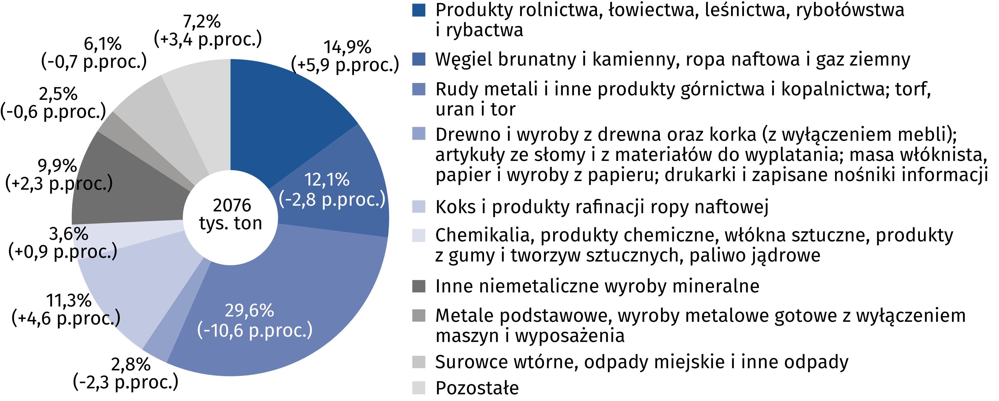 7,2%
(+3,4 p.proc.)
14,9%
(+5,9 p.proc.)
12,1%
(-2,8 p.proc.)
29,6%
(-10,6 p.proc.)
2,8%
(-2,3 p.proc.)
11,3%
(+4,6 p.proc.)
3,6%
(+0,9 p.proc.)
9,9%
(+2,3 p.proc.)
2,5%
(-0,6 p.proc.)
6,1%
(-0,7 p.proc.)
2076
tys. ton
Produkty rolnictwa, łowiectwa, leśnictwa, rybołówstwa
i rybactwa
Węgiel brunatny i kamienny, ropa naftowa i gaz ziemny
Rudy metali i inne produkty górnictwa i kopalnictwa; torf,
uran i tor
Drewno i wyroby z drewna oraz korka (z wyłączeniem mebli);
artykuły ze słomy i z materiałów do wyplatania; masa włóknista,
papier i wyroby z papieru; drukarki i zapisane nośniki informacji
Koks i produkty rafinacji ropy naftowej
Chemikalia, produkty chemiczne, włókna sztuczne, produkty
z gumy i tworzyw sztucznych, paliwo jądrowe
Inne niemetaliczne wyroby mineralne
Metale podstawowe, wyroby metalowe gotowe z wyłączeniem
maszyn i wyposażenia
Surowce wtórne, odpady miejskie i inne odpady
Pozostałe